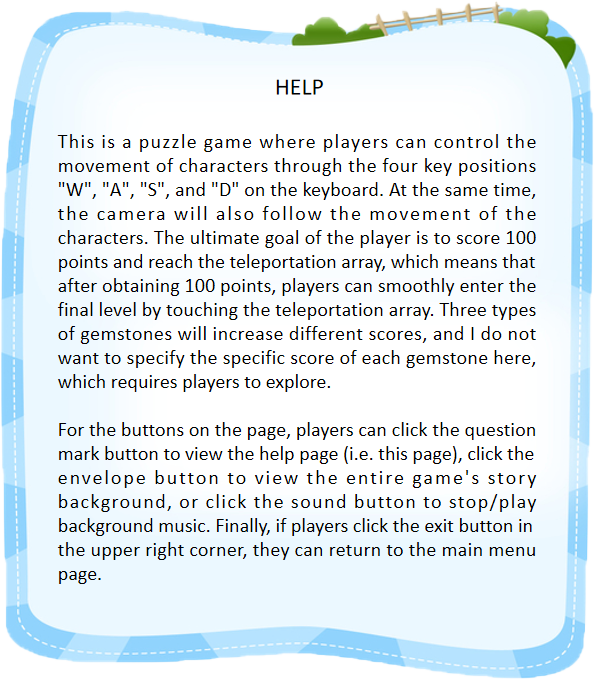 HELP
This is a puzzle game where players can control the
movement of characters through the four key positions
"W", "A", "S", and "D" on the keyboard. At the same time,
the camera will also follow the movement of the
characters. The ultimate goal of the player is to score 100
points and reach the teleportation array, which means that
after obtaining 100 points, players can smoothly enter the
final level by touching the teleportation array. Three types
of gemstones will increase different scores, and I do not
want to specify the specific score of each gemstone here,
which requires players to explore.
For the buttons on the page, players can click the question
mark button to view the help page (i.e. this page), click the
envelope button to view the entire game's story
background, or click the sound button to stop/play
background music. Finally, if players click the exit button in
the upper right corner, they can return to the main menu
page.